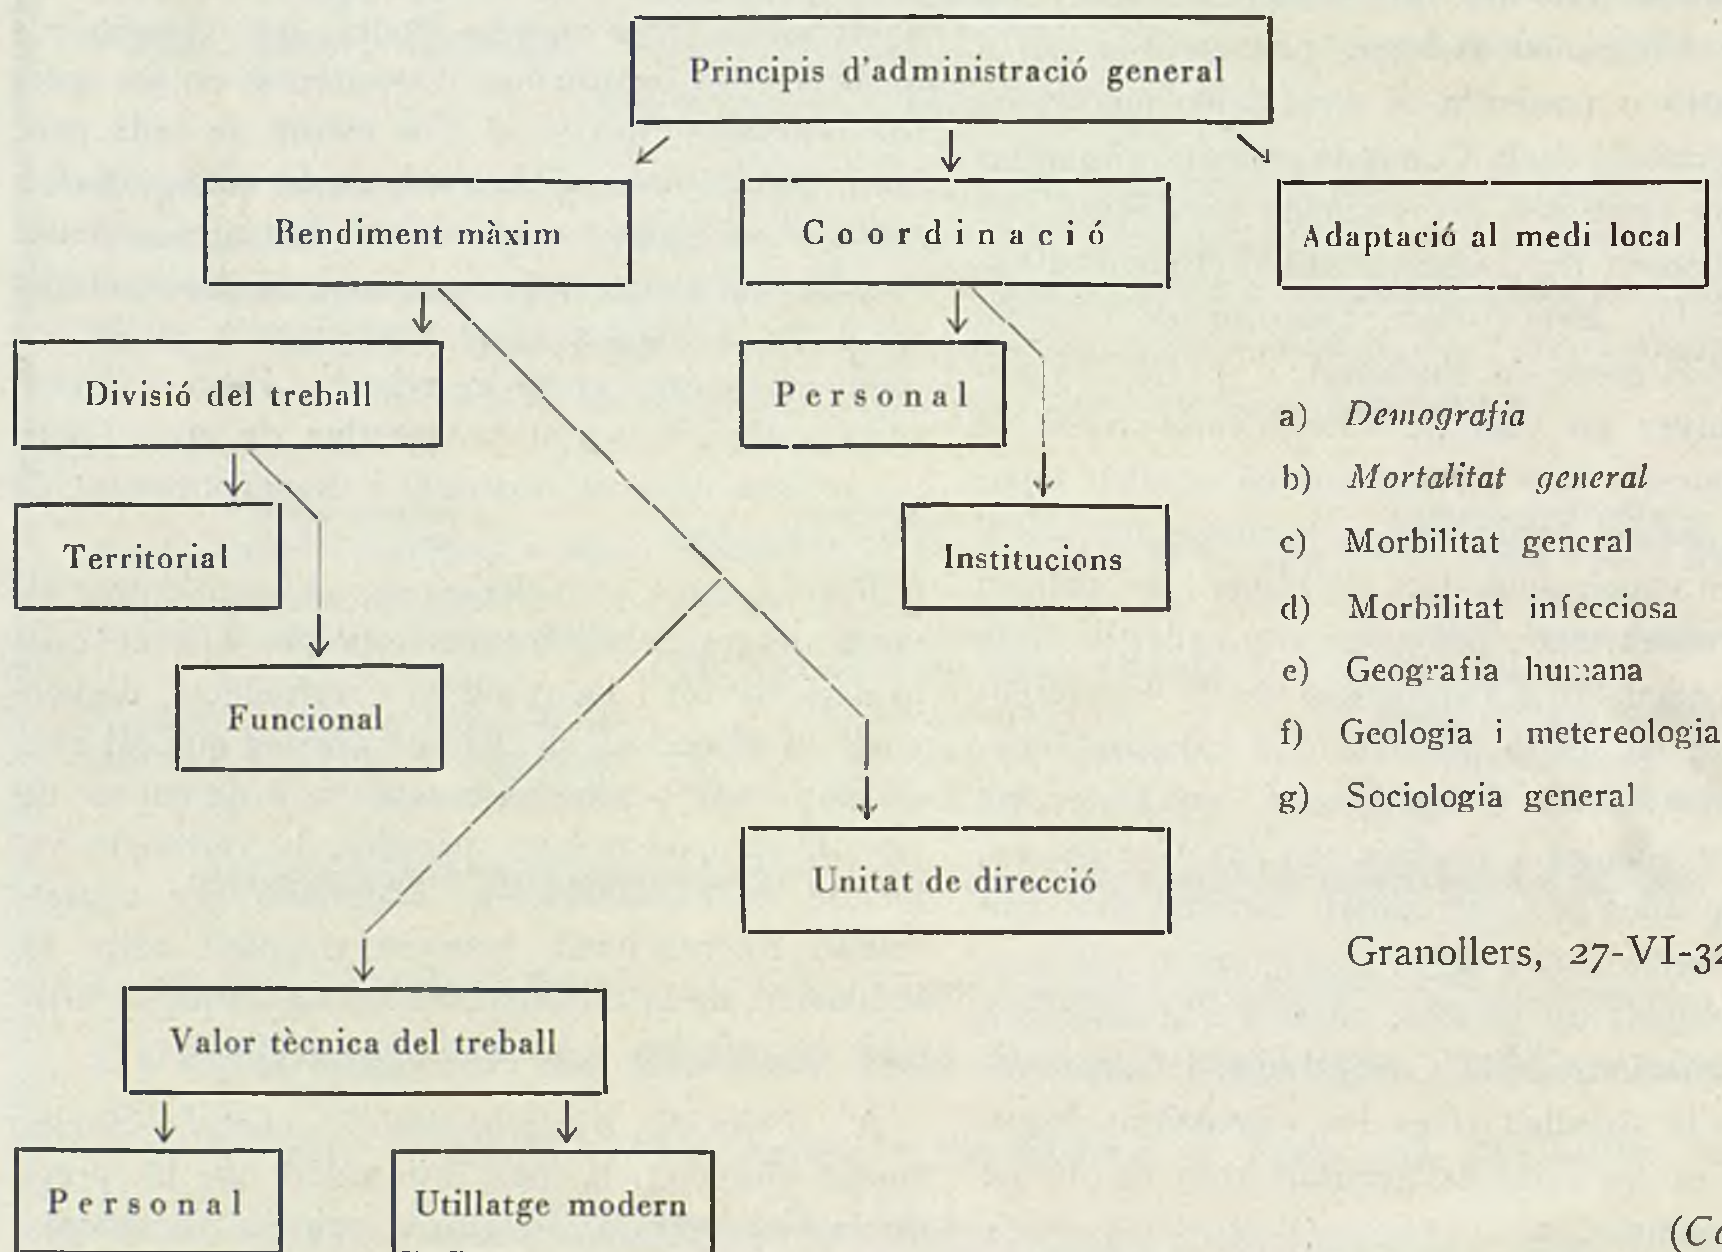 Principis d'administració general
Rendiment màxim
Coordinació
Adaptació al medi local
Divisió del treball
Personal
Territorial
Institucions
Funcional
a) Demografia
b) Mortalitat general
c) Morbilitat general
d) Morbilitat infecciosa
e) Geografia humana
f) Geologia i metereologia
g) Sociologia general
Unitat de direcció
Granollers, 27-VI-32
Valor tècnica del treball
Personal
Utillatge modern